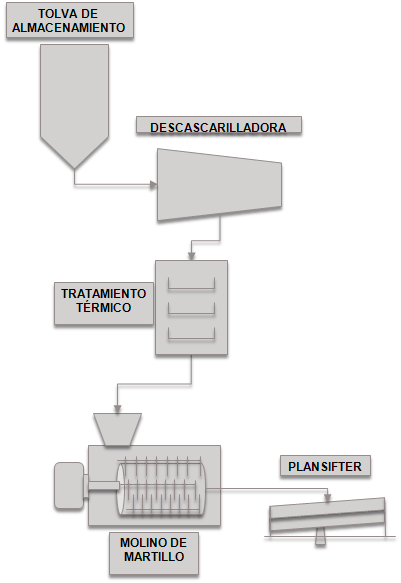 TOLVA DE
ALMACENAMIENTO
DESCASCARILLADORA
TRATAMIENTO
TÉRMICO
PLANSIFTER
MOLINO DE
MARTILLO